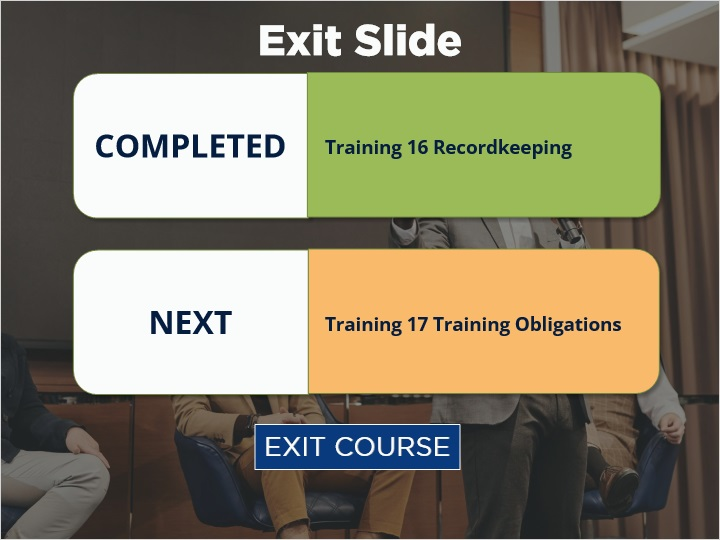 Exit Slide
COMPLETED
Training 16 Recordkeeping
NEXT
Training 17 Training Obligations
EXIT COURSE